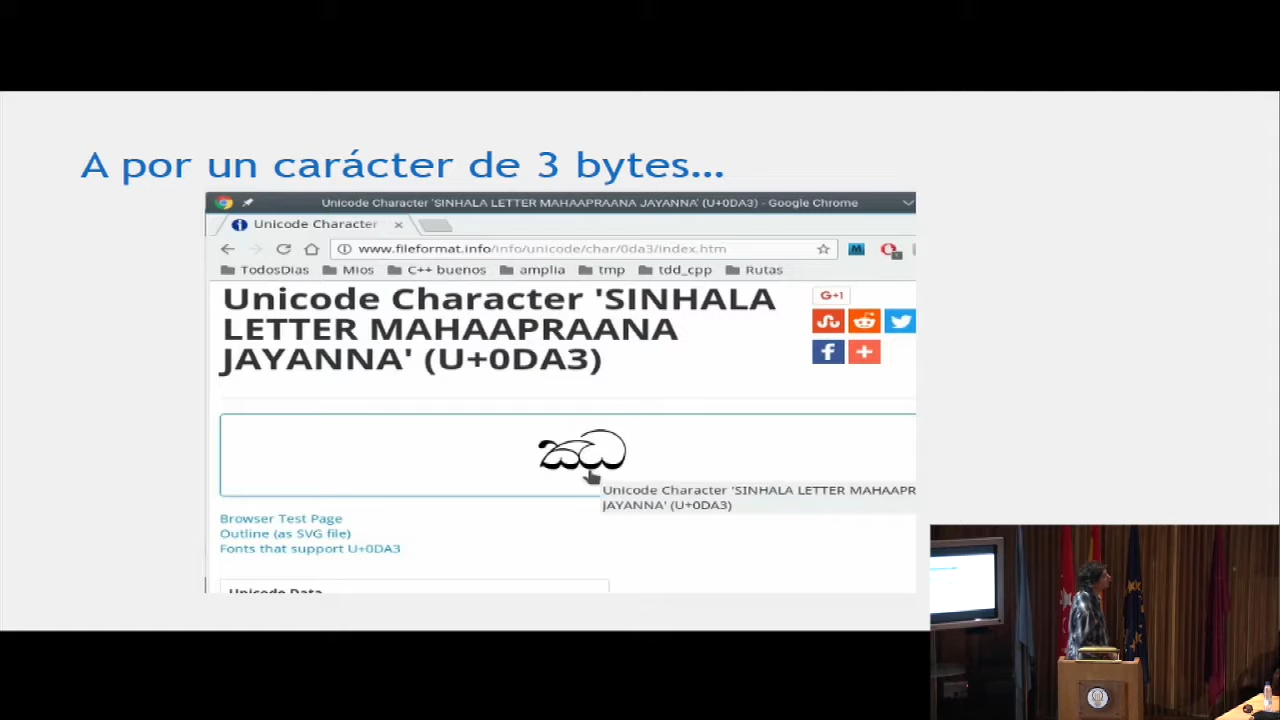 A por un carácter de 3 bytes...
Unicode Character 'SINHALA LETTER MAHAAPRAANA JAYANNA' (U+0DA3) - Google Chrome
Unicode Character
www.fileformat.info/info/unicode/char/0da3/index.htm
TodosDias Mios C++ buenos amplia tmp tdd_cpp Rutas
Unicode Character 'SINHALA
LETTER MAHAAPRAANA
JAYANNA' (U+0DA3)
G+1
ඣ
Unicode Character 'SINHALA LETTER MAHAAPR
JAYANNA' (U+0DA3)
Browser Test Page
Outline (as SVG file)
Fonts that support U+0DA3
Unicode Data